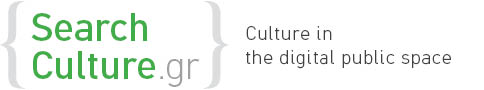 Search
Culture.gr
Culture in
the digital public space